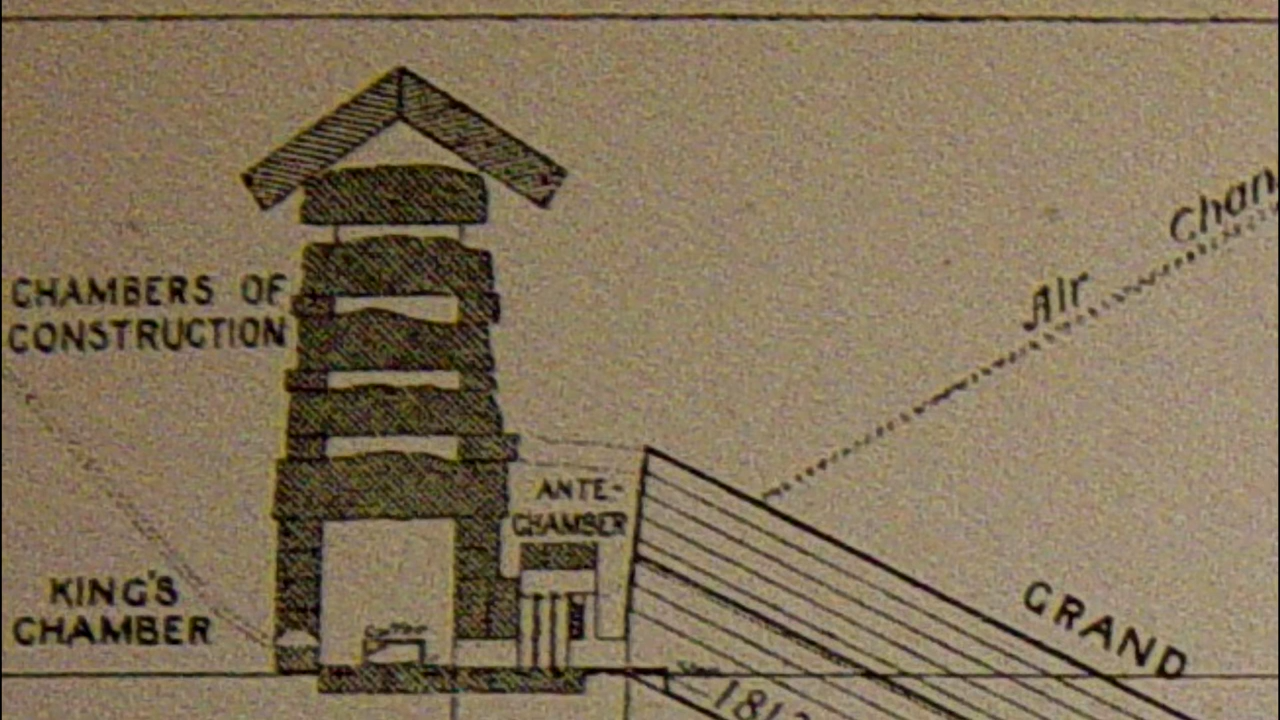 CHAMBERS OF
CONSTRUCTION
KING'S
CHAMBER
ANTE-
CHAMBER
Air Chan
GRAND